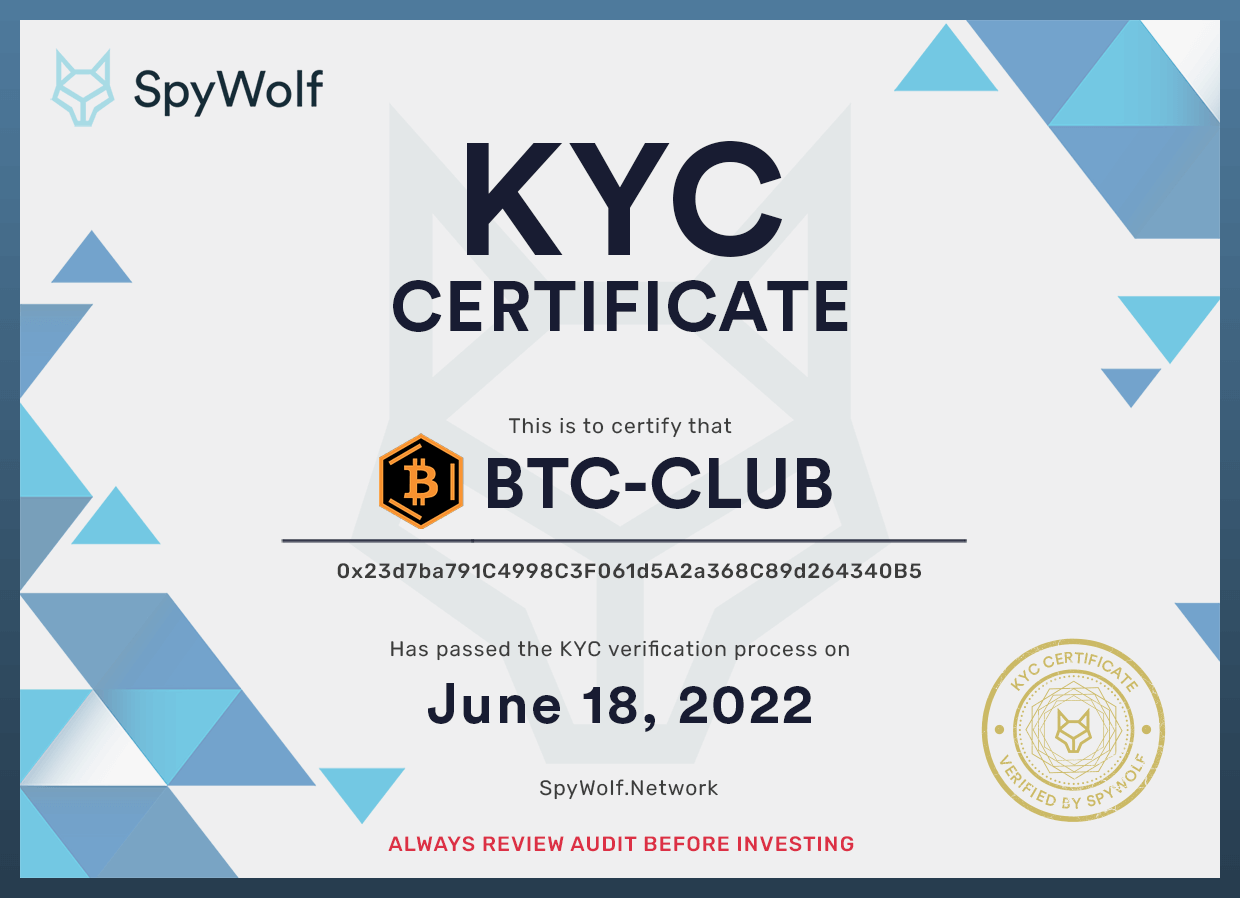 SpyWolf
KYC
CERTIFICATE
This is to certify that
BTC-CLUB
0x23d7ba791C4998C3F061d5A2a368C89d264340B5
Has passed the KYC verification process on
June 18, 2022
KYC CERTIFICATE
VERIFIED BY SPYWOLF
SpyWolf.Network
ALWAYS REVIEW AUDIT BEFORE INVESTING